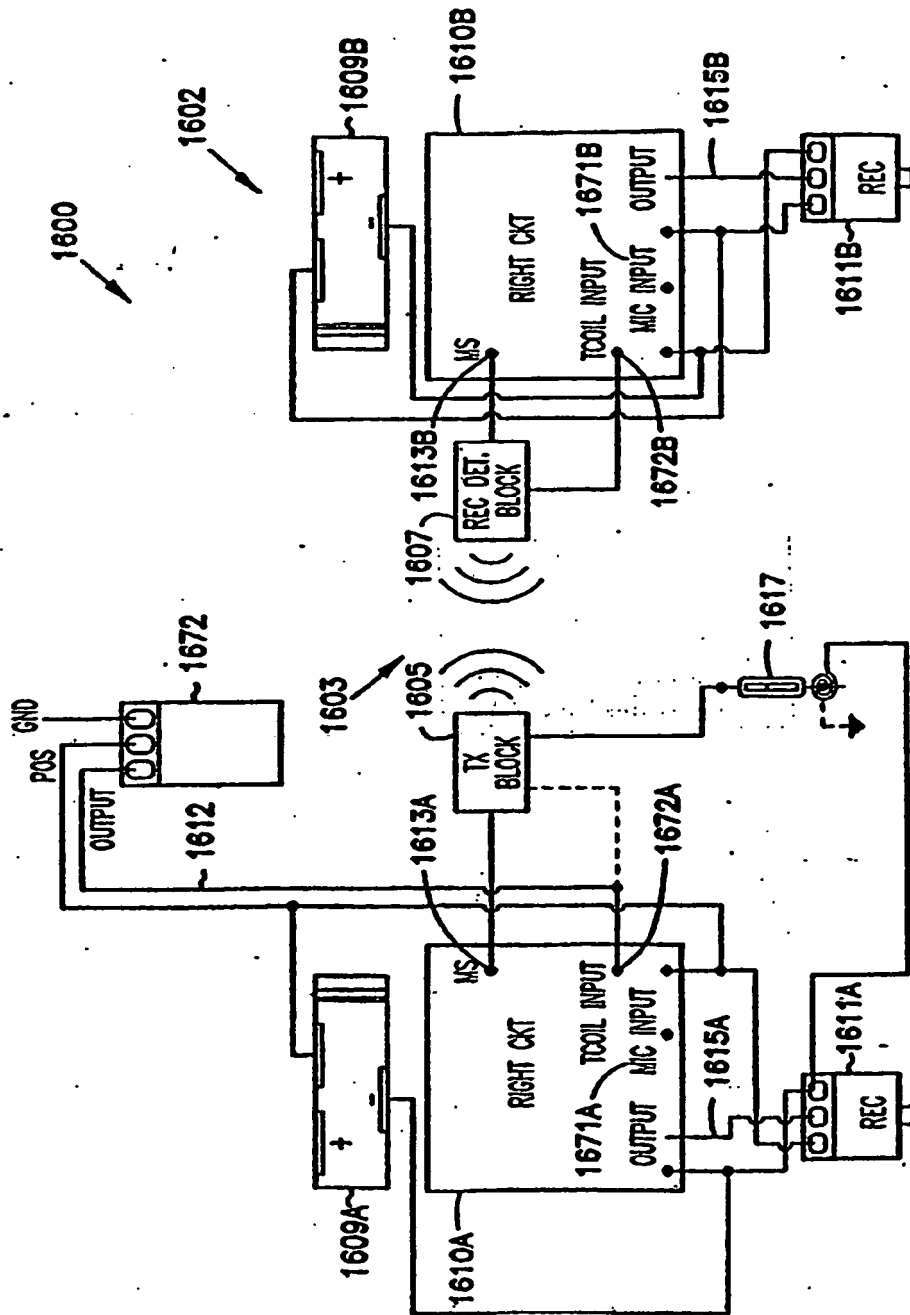 1600
1602
1609B
1610B
1615B
1671B
RIGHT CKT
MS
TCOIL INPUT
MIC INPUT
OUTPUT
+
-
REC
1611B
1613B
REC DET.
BLOCK
1607
1672B
1603
1605
TX
BLOCK
1617
1672
GND
POS
OUTPUT
1612
1613A
1672A
MS
RIGHT CKT
TCOIL INPUT
MIC INPUT
1671A
OUTPUT
1615A
+
-
1609A
1610A
REC
1611A